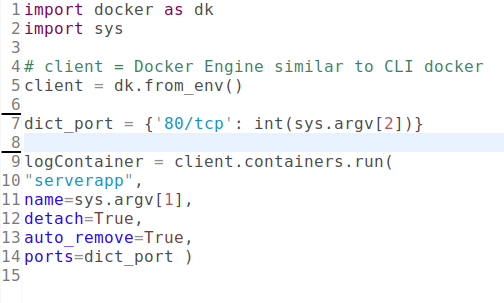 1 import docker as dk
2 import sys
3
4 # client = Docker Engine similar to CLI docker
5 client = dk.from_env()
6
7 dict_port = {'80/tcp': int(sys.argv[2])}
8
9 logContainer = client.containers.run(
10 "serverapp",
11 name=sys.argv[1],
12 detach=True,
13 auto_remove=True,
14 ports=dict_port )
15